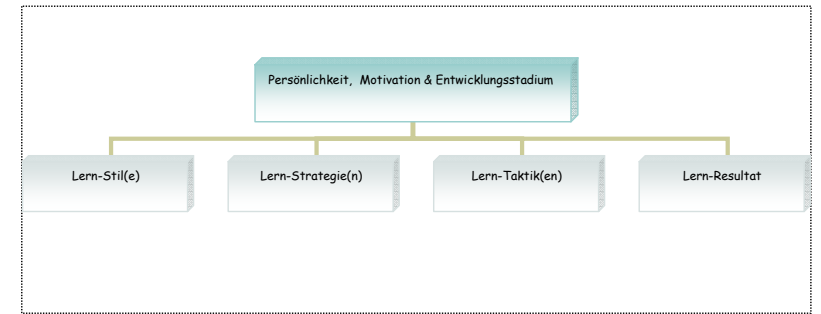 Persönlichkeit, Motivation & Entwicklungsstadium
Lern-Stil(e)
Lern-Strategie(n)
Lern-Taktik(en)
Lern-Resultat